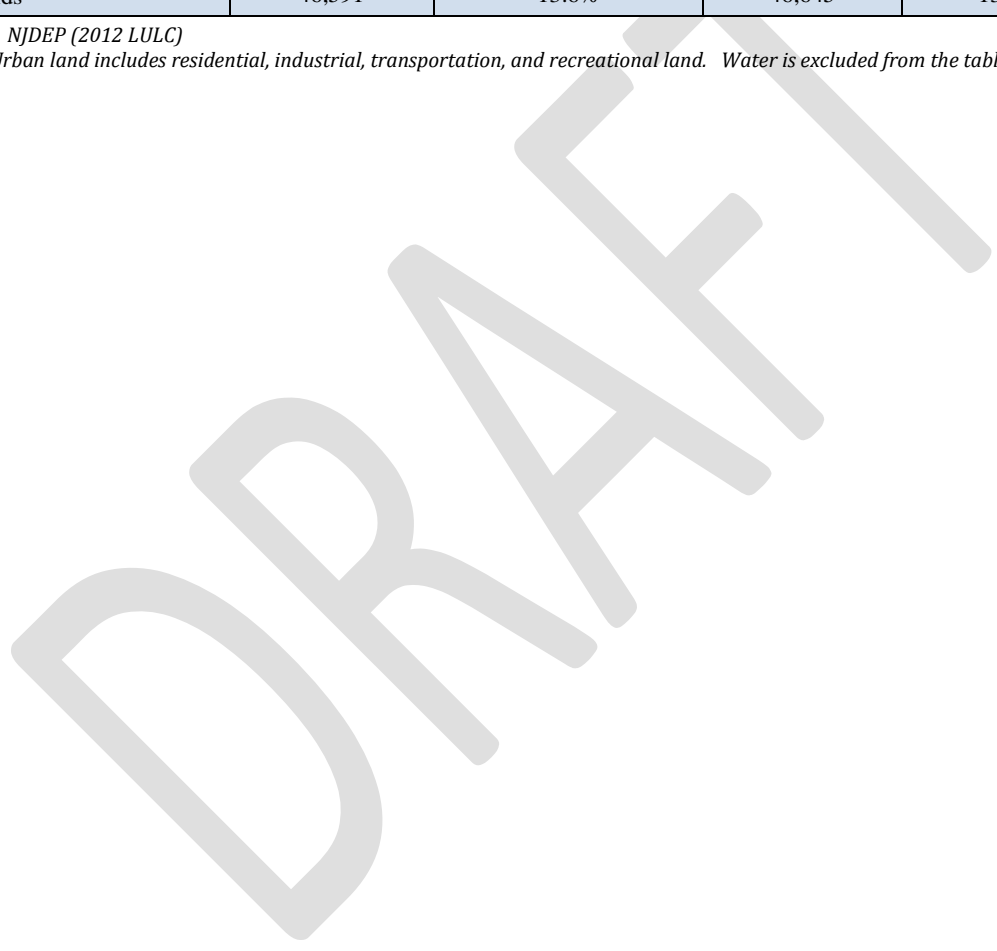 NJDEP (2012 LULC)
Urban land includes residential, industrial, transportation, and recreational land. Water is excluded from the tabl
DRAFT